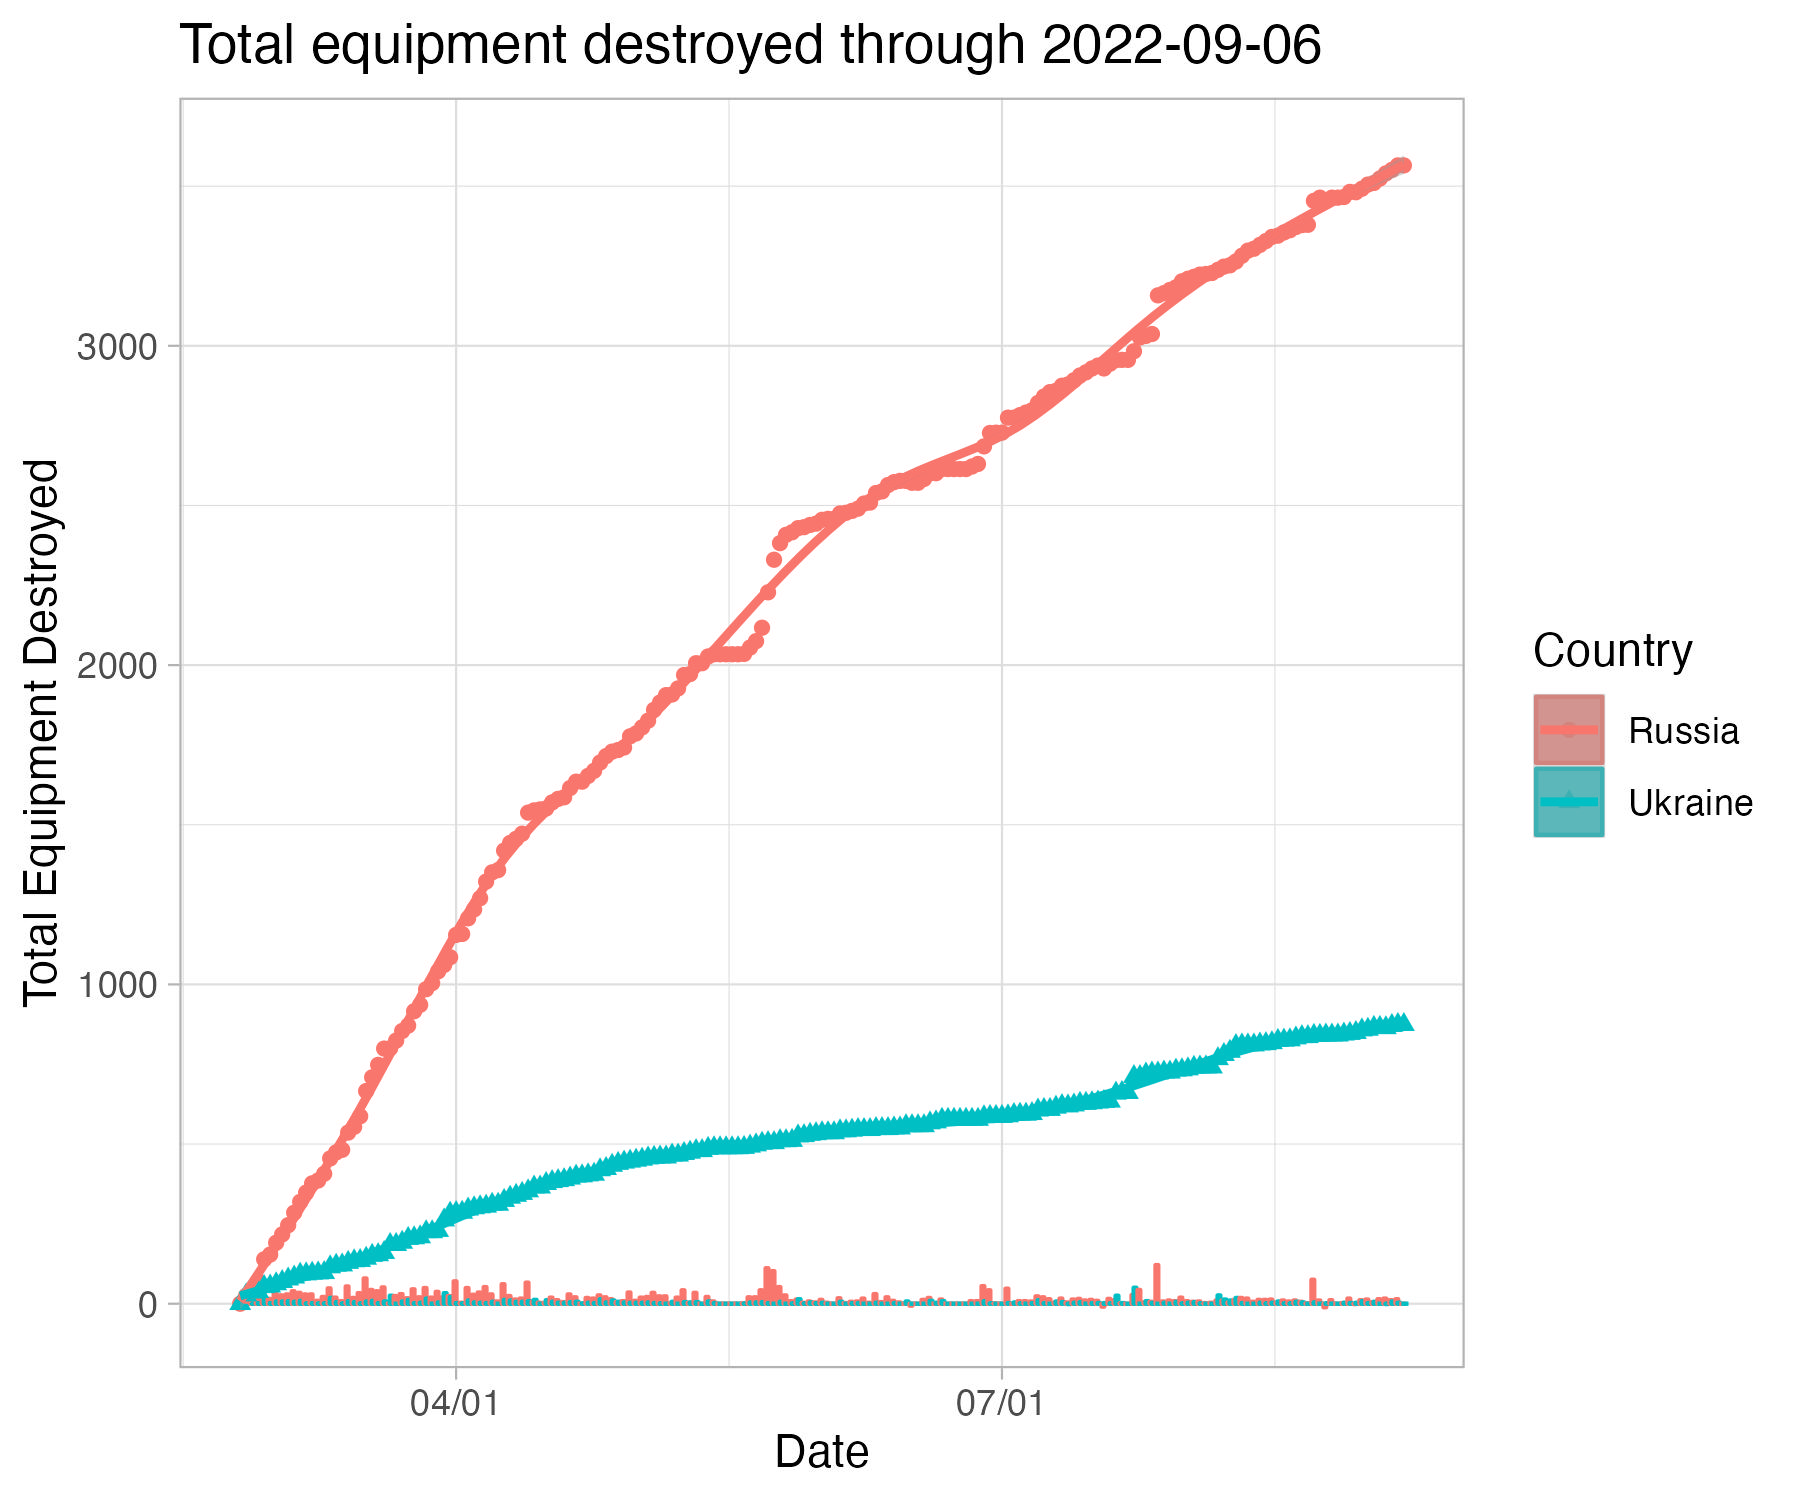 Total equipment destroyed through 2022-09-06
Total Equipment Destroyed
3000
2000
1000
0
04/01
07/01
Date
Country
Russia
Ukraine